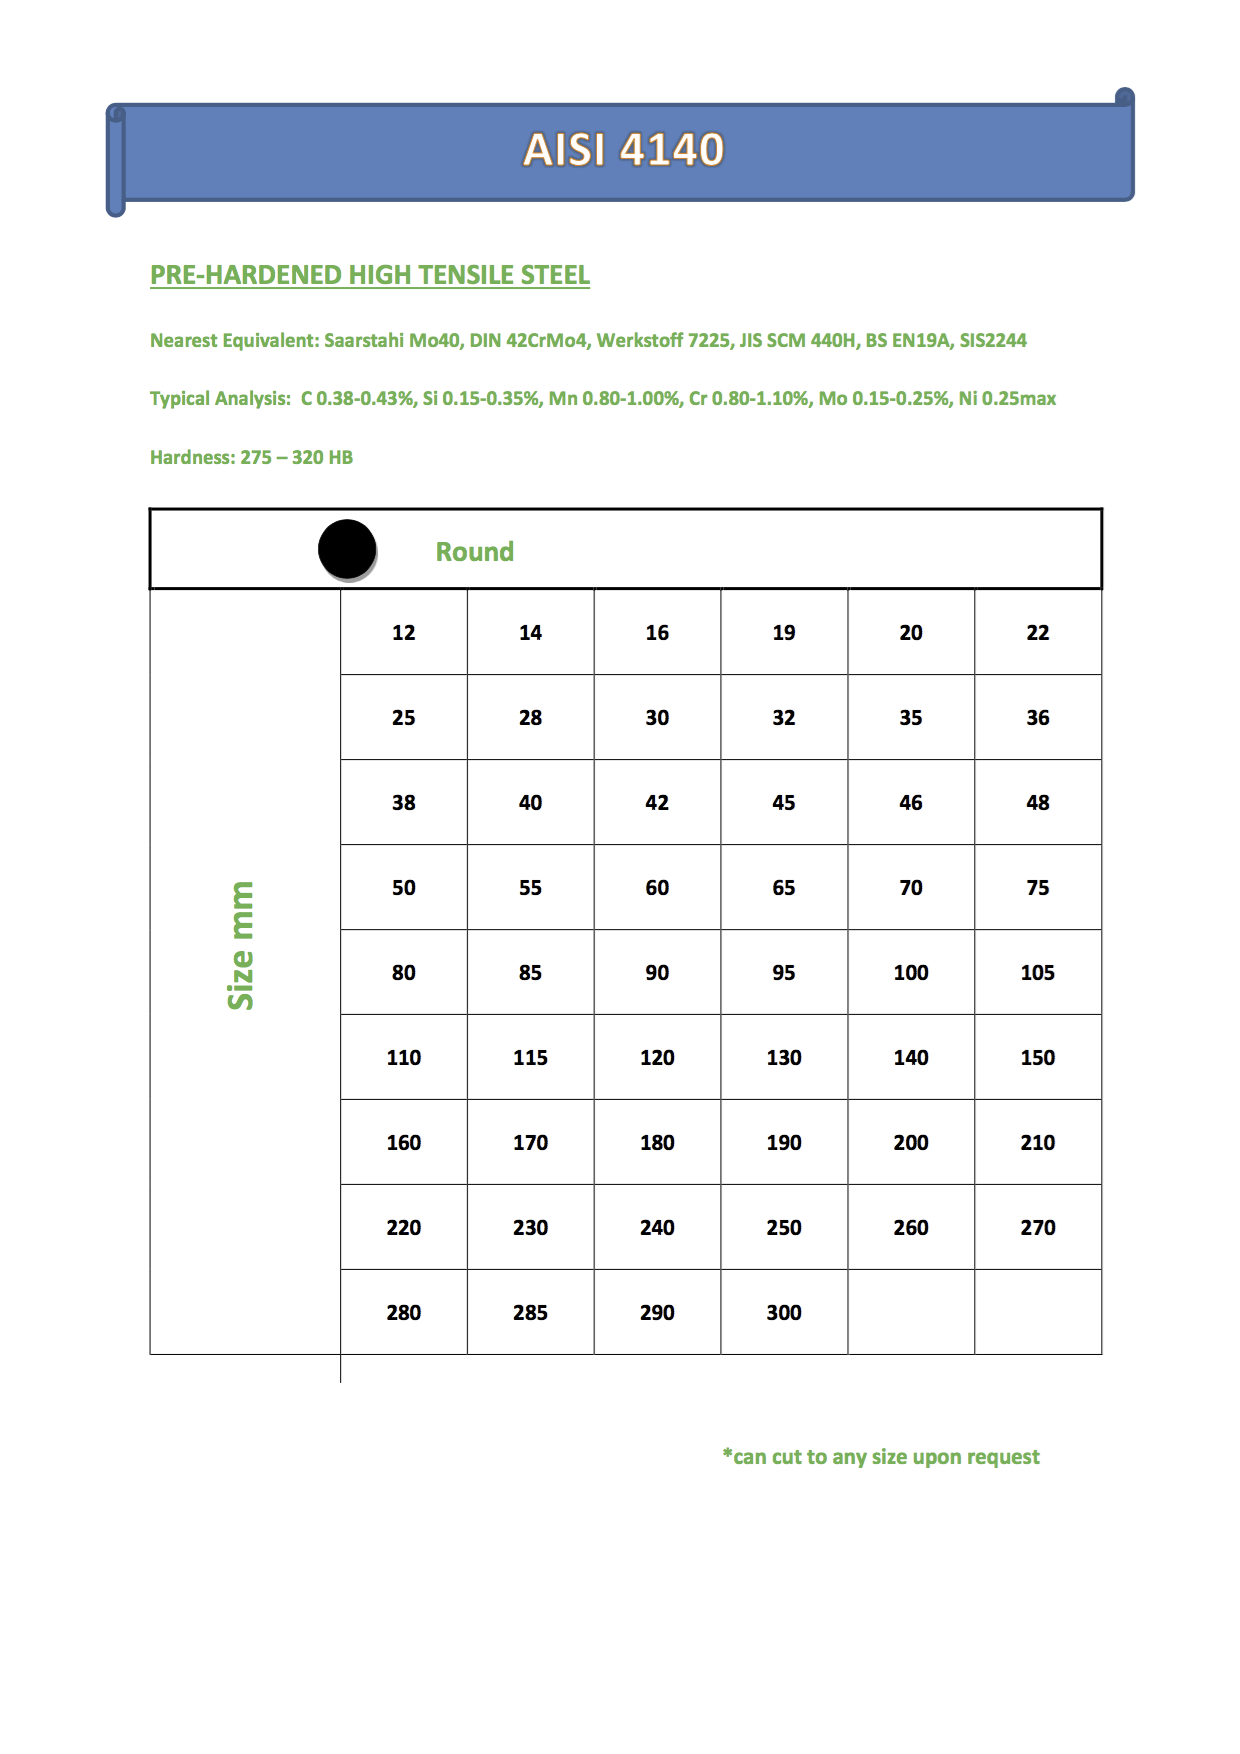 AISI 4140
PRE-HARDENED HIGH TENSILE STEEL
Nearest Equivalent: Saarstahi Mo40, DIN 42CrMo4, Werkstoff 7225, JIS SCM 440H, BS EN19A, SIS2244
Typical Analysis:  C 0.38-0.43%, Si 0.15-0.35%, Mn 0.80-1.00%, Cr 0.80-1.10%, Mo 0.15-0.25%, Ni 0.25max
Hardness: 275 – 320 HB
Round
Size mm
12 14 16 19 20 22
25 28 30 32 35 36
38 40 42 45 46 48
50 55 60 65 70 75
80 85 90 95 100 105
110 115 120 130 140 150
160 170 180 190 200 210
220 230 240 250 260 270
280 285 290 300
*can cut to any size upon request